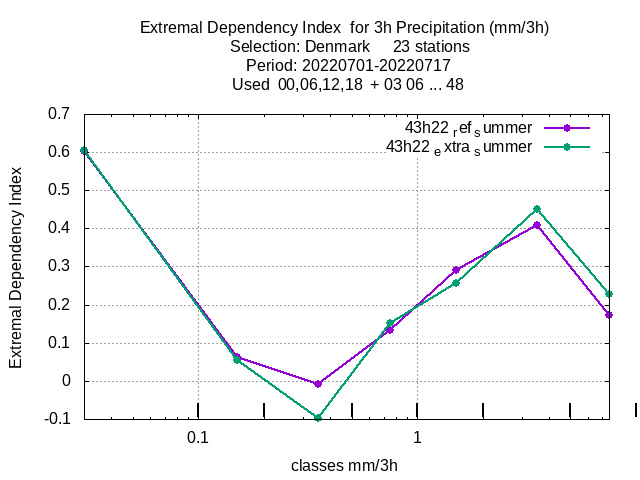 Extremal Dependency Index  for 3h Precipitation (mm/3h)
Selection: Denmark     23 stations
Period: 20220701-20220717
Used  00,06,12,18  + 03 06 ... 48
43h22 ref summer
43h22 extra summer
0.7
0.6
0.5
0.4
0.3
0.2
0.1
0
-0.1
Extremal Dependency Index
0.1
1
classes mm/3h